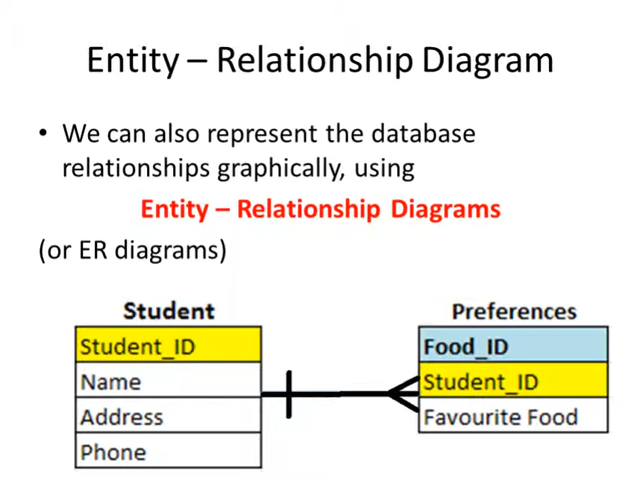 Entity – Relationship Diagram
• We can also represent the database
relationships graphically, using
Entity – Relationship Diagrams
(or ER diagrams)
Student
Student_ID
Name
Address
Phone
Preferences
Food_ID
Student_ID
Favourite Food